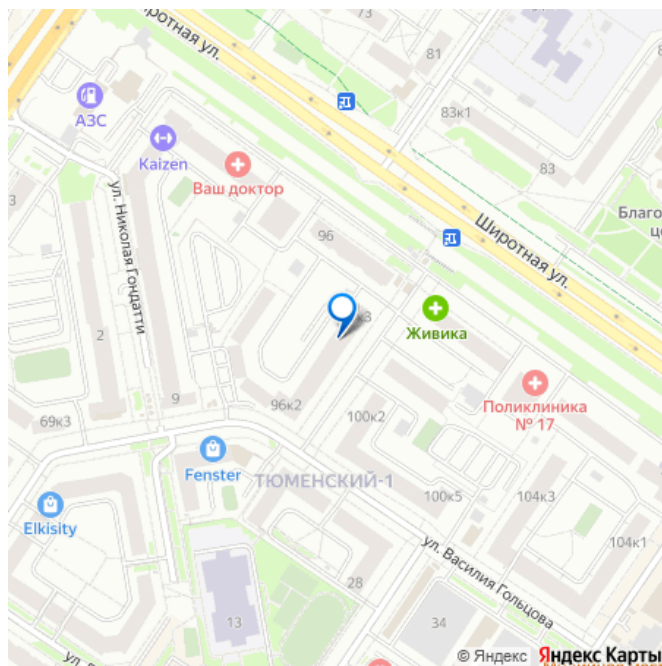 73
Широтная ул.
81
83к1
83
АЗС
Kaizen
Ваш доктор
ул. Николая Гондатти
96
Широтная ул.
3
к3
Живика
2
9
96к2
100к2
Поликлиника
№ 17
69к3
Fenster
ТЮМЕНСКИЙ-1
100к5
104к3
Elkisity
ул. Василия Гольцова
104к1
28
13
34
© Яндекс Яндекс Карты